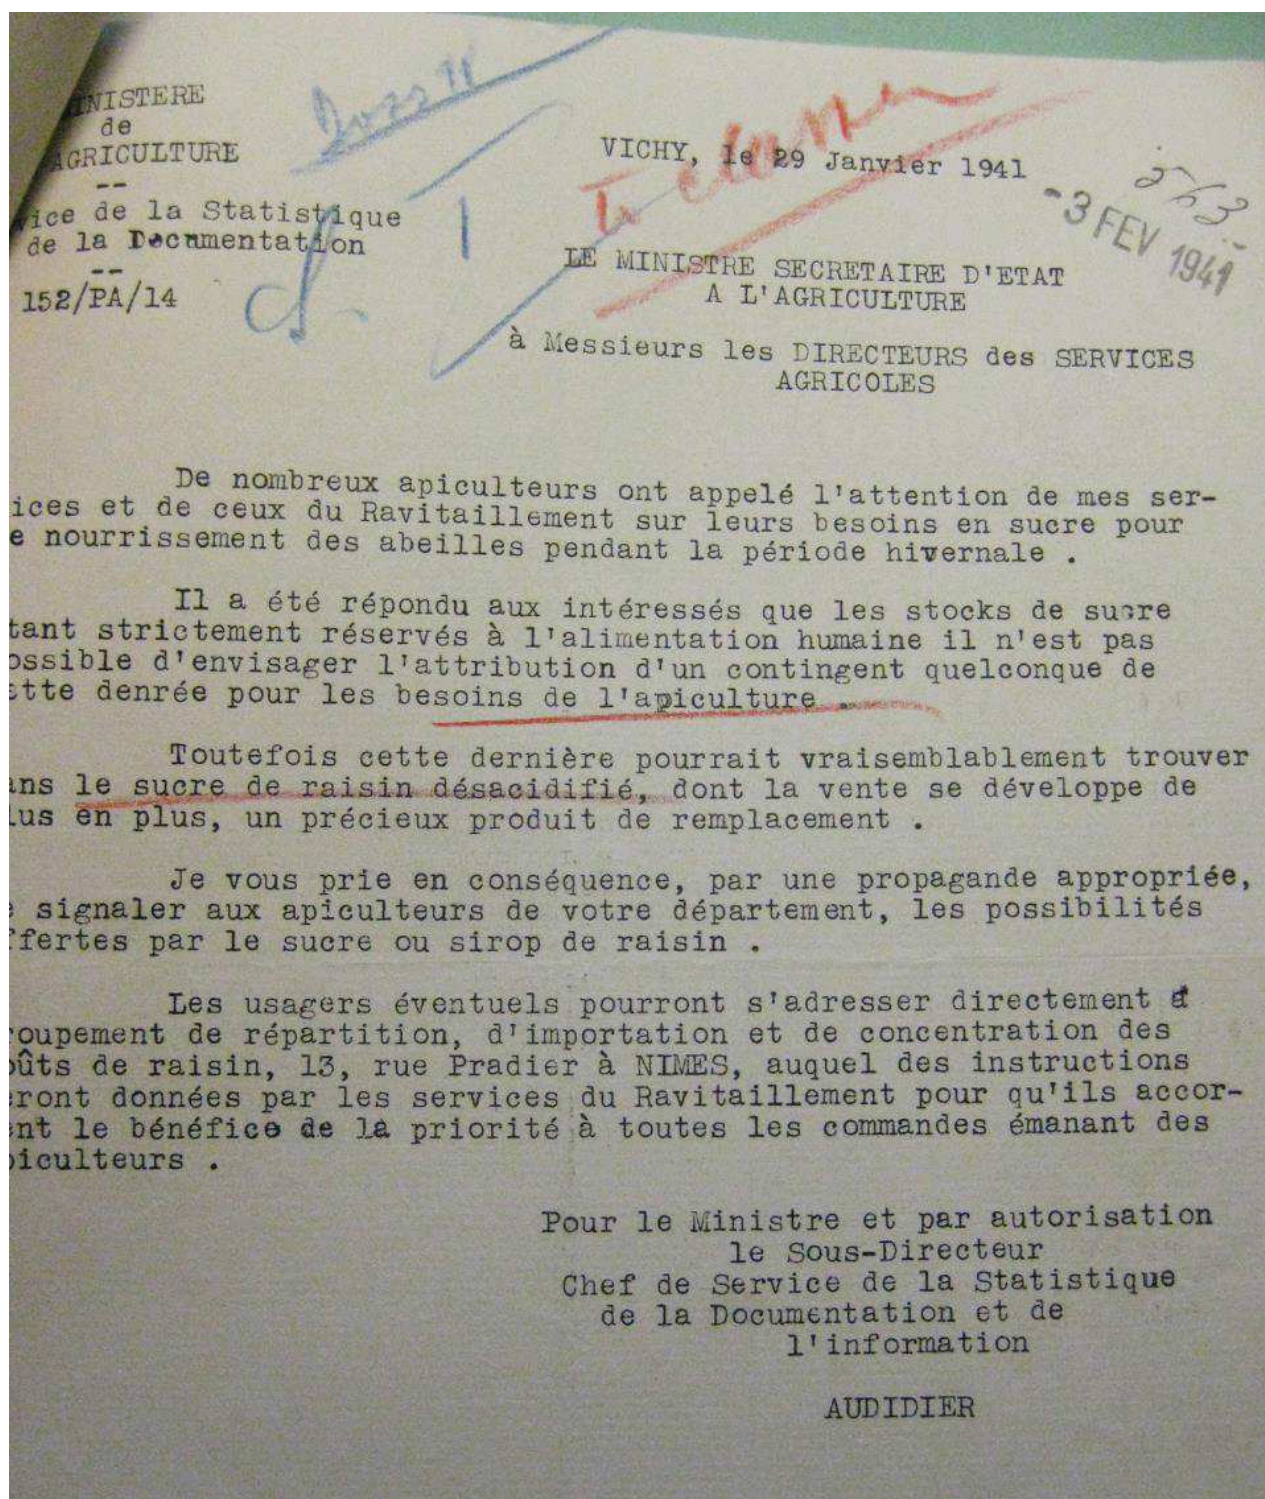 NISTERE
de
AGRICULTURE
--
ice de la Statistique
de la Documentation
--
152/PA/14
VICHY, le 29 Janvier 1941
263
-3 FEV 1941
LE MINISTRE SECRETAIRE D'ETAT
A L'AGRICULTURE
à Messieurs les DIRECTEURS des SERVICES
AGRICOLES
De nombreux apiculteurs ont appelé l'attention de mes ser-
ices et de ceux du Ravitaillement sur leurs besoins en sucre pour
e nourrissement des abeilles pendant la période hivernale .
Il a été répondu aux intéressés que les stocks de sucre
tant strictement réservés à l'alimentation humaine il n'est pas
ossible d'envisager l'attribution d'un contingent quelconque de
tte denrée pour les besoins de l'apiculture .
Toutefois cette dernière pourrait vraisemblablement trouver
ns le sucre de raisin désacidifié, dont la vente se développe de
lus en plus, un précieux produit de remplacement .
Je vous prie en conséquence, par une propagande appropriée,
signaler aux apiculteurs de votre département, les possibilités
ffertes par le sucre ou sirop de raisin .
Les usagers éventuels pourront s'adresser directement
roupement de répartition, d'importation et de concentration des
oûts de raisin, 13, rue Pradier à NIMES, auquel des instructions
ront données par les services du Ravitaillement pour qu'ils accor-
nt le bénéfice de la priorité à toutes les commandes émanant des
iculteurs .
Pour le Ministre et par autorisation
le Sous-Directeur
Chef de Service de la Statistique
de la Documentation et de
l'information
AUDIDIER